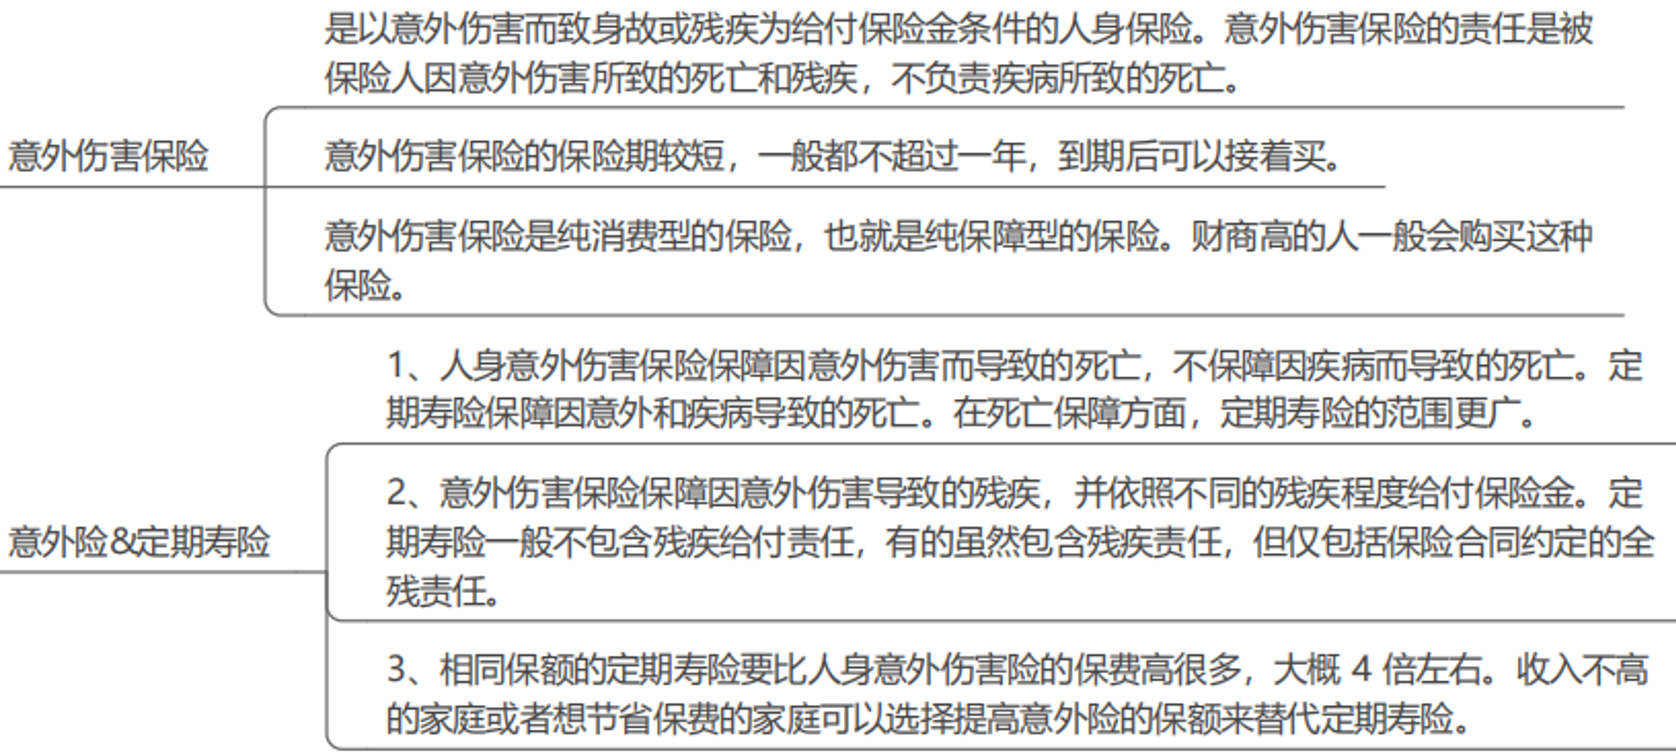 是以意外伤害而致身故或残疾为给付保险金条件的人身保险。意外伤害保险的责任是被
保险人因意外伤害所致的死亡和残疾，不负责疾病所致的死亡。
意外伤害保险
意外伤害保险的保险期较短，一般都不超过一年，到期后可以接着买。
意外伤害保险是纯消费型的保险，也就是纯保障型的保险。财商高的人一般会购买这种
保险。
1、人身意外伤害保险保障因意外伤害而导致的死亡，不保障因疾病而导致的死亡。定
期寿险保障因意外和疾病导致的死亡。在死亡保障方面，定期寿险的范围更广。
意外险&定期寿险
2、意外伤害保险保障因意外伤害导致的残疾，并依照不同的残疾程度给付保险金。定
期寿险一般不包含残疾给付责任，有的虽然包含残疾责任，但仅包括保险合同约定的全
残责任。
3、相同保额的定期寿险要比人身意外伤害险的保费高很多，大概 4 倍左右。收入不高
的家庭或者想节省保费的家庭可以选择提高意外险的保额来替代定期寿险。